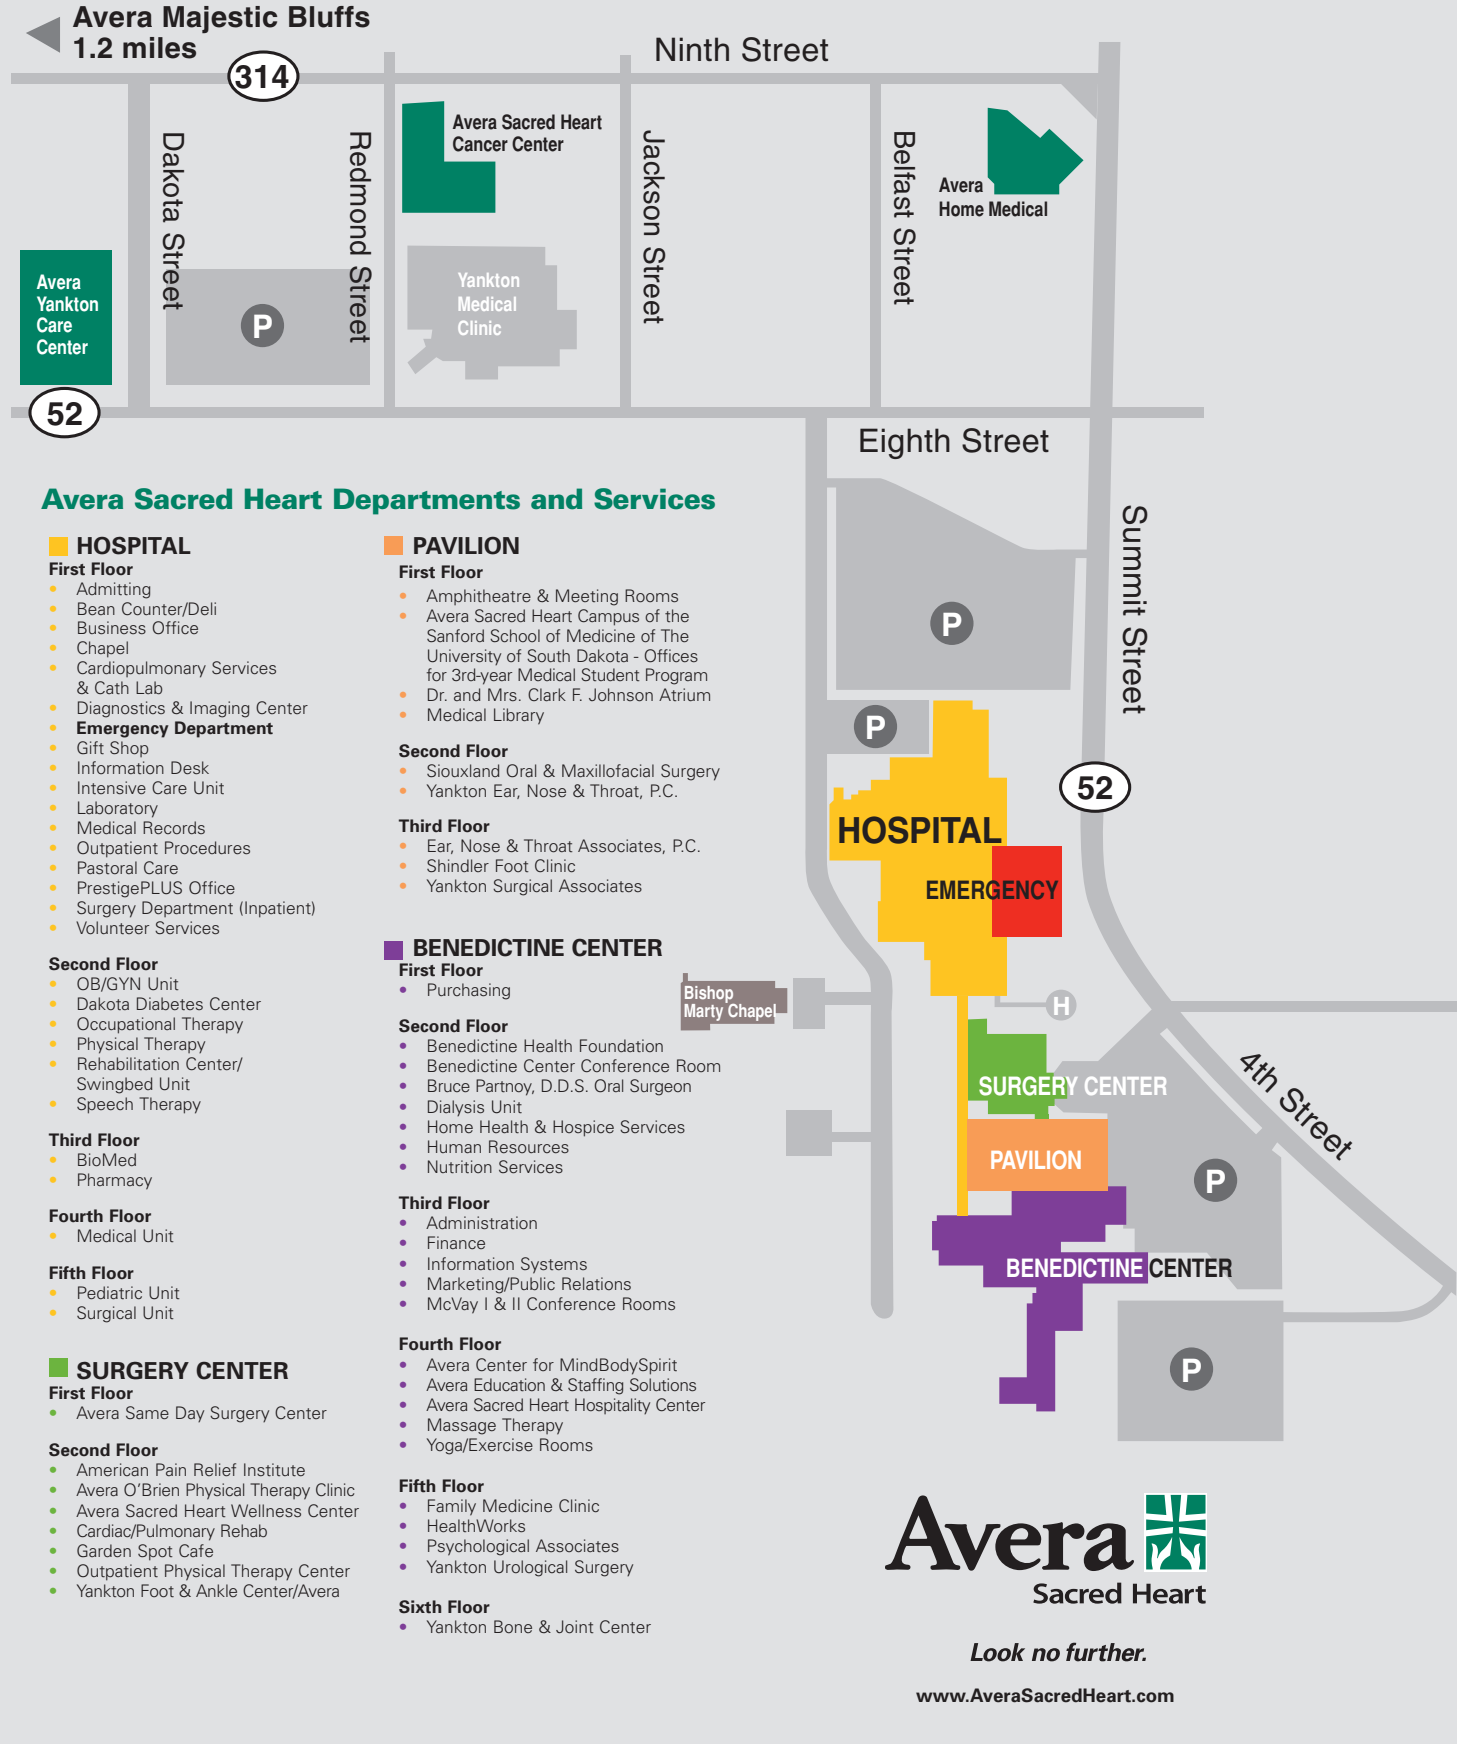 Avera Majestic Bluffs
1.2 miles
314
Ninth Street
Dakota Street
Redmond Street
Avera Sacred Heart
Cancer Center
Jackson Street
Belfast Street
Avera
Home Medical
Avera
Yankton
Care
Center
P
Yankton
Medical
Clinic
52
Eighth Street
Summit Street
P
P
52
HOSPITAL
EMERGENCY
Bishop
Marty Chapel
H
SURGERY CENTER
4th Street
PAVILION
P
BENEDICTINE CENTER
P
Avera Sacred Heart Departments and Services
HOSPITAL
First Floor
• Admitting
• Bean Counter/Deli
• Business Office
• Chapel
• Cardiopulmonary Services
& Cath Lab
• Diagnostics & Imaging Center
• Emergency Department
• Gift Shop
• Information Desk
• Intensive Care Unit
• Laboratory
• Medical Records
• Outpatient Procedures
• Pastoral Care
• PrestigePLUS Office
• Surgery Department (Inpatient)
• Volunteer Services
Second Floor
• OB/GYN Unit
• Dakota Diabetes Center
• Occupational Therapy
• Physical Therapy
• Rehabilitation Center/
Swingbed Unit
• Speech Therapy
Third Floor
• BioMed
• Pharmacy
Fourth Floor
• Medical Unit
Fifth Floor
• Pediatric Unit
• Surgical Unit
SURGERY CENTER
First Floor
• Avera Same Day Surgery Center
Second Floor
• American Pain Relief Institute
• Avera O'Brien Physical Therapy Clinic
• Avera Sacred Heart Wellness Center
• Cardiac/Pulmonary Rehab
• Garden Spot Cafe
• Outpatient Physical Therapy Center
• Yankton Foot & Ankle Center/Avera
PAVILION
First Floor
• Amphitheatre & Meeting Rooms
• Avera Sacred Heart Campus of the
Sanford School of Medicine of The
University of South Dakota - Offices
for 3rd-year Medical Student Program
• Dr. and Mrs. Clark F. Johnson Atrium
• Medical Library
Second Floor
• Siouxland Oral & Maxillofacial Surgery
• Yankton Ear, Nose & Throat, P.C.
Third Floor
• Ear, Nose & Throat Associates, P.C.
• Shindler Foot Clinic
• Yankton Surgical Associates
BENEDICTINE CENTER
First Floor
• Purchasing
Second Floor
• Benedictine Health Foundation
• Benedictine Center Conference Room
• Bruce Partnoy, D.D.S. Oral Surgeon
• Dialysis Unit
• Home Health & Hospice Services
• Human Resources
• Nutrition Services
Third Floor
• Administration
• Finance
• Information Systems
• Marketing/Public Relations
• McVay I & II Conference Rooms
Fourth Floor
• Avera Center for MindBodySpirit
• Avera Education & Staffing Solutions
• Avera Sacred Heart Hospitality Center
• Massage Therapy
• Yoga/Exercise Rooms
Fifth Floor
• Family Medicine Clinic
• HealthWorks
• Psychological Associates
• Yankton Urological Surgery
Sixth Floor
• Yankton Bone & Joint Center
Avera
Sacred Heart
Look no further.
www.AveraSacredHeart.com